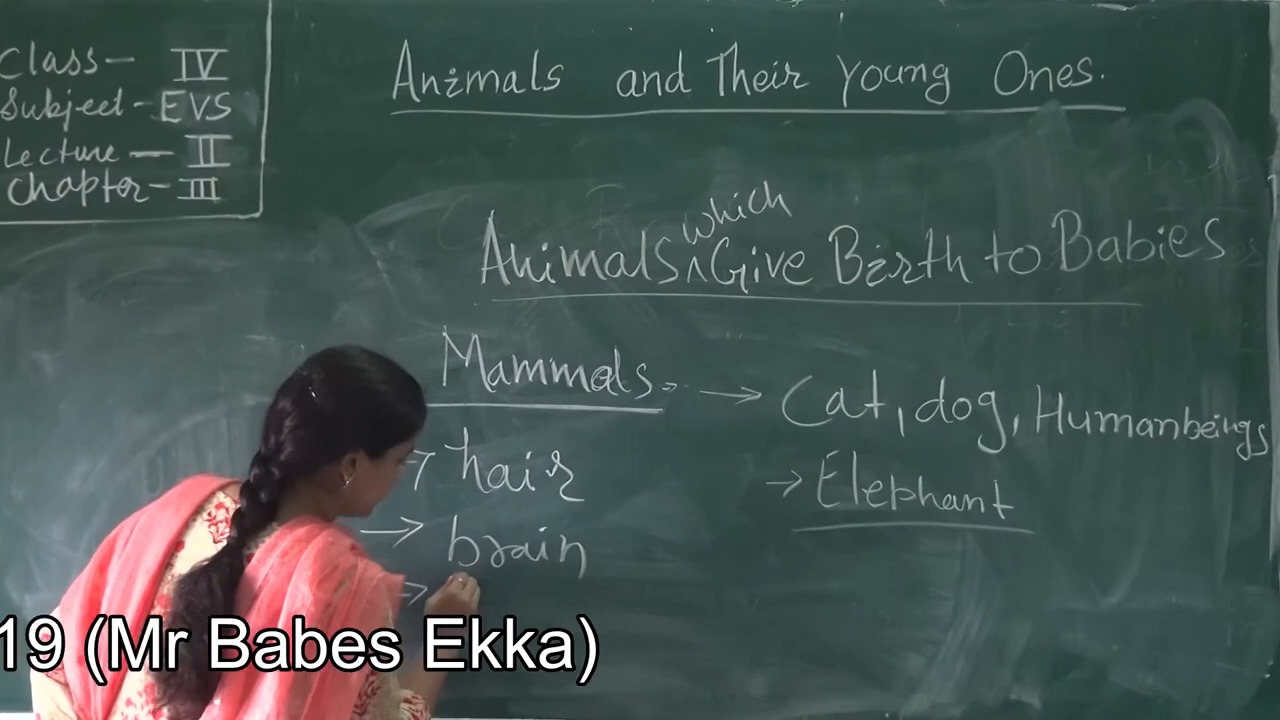 Class- IV
Subject - EVS
Lecture - II
Chapter - III
Animals and Their Young Ones.
which
Animals ^ Give Birth to Babies
Mammals → Cat, dog, Humanbeings
→ hair
→ Elephant
→ brain
→
19 (Mr Babes Ekka)